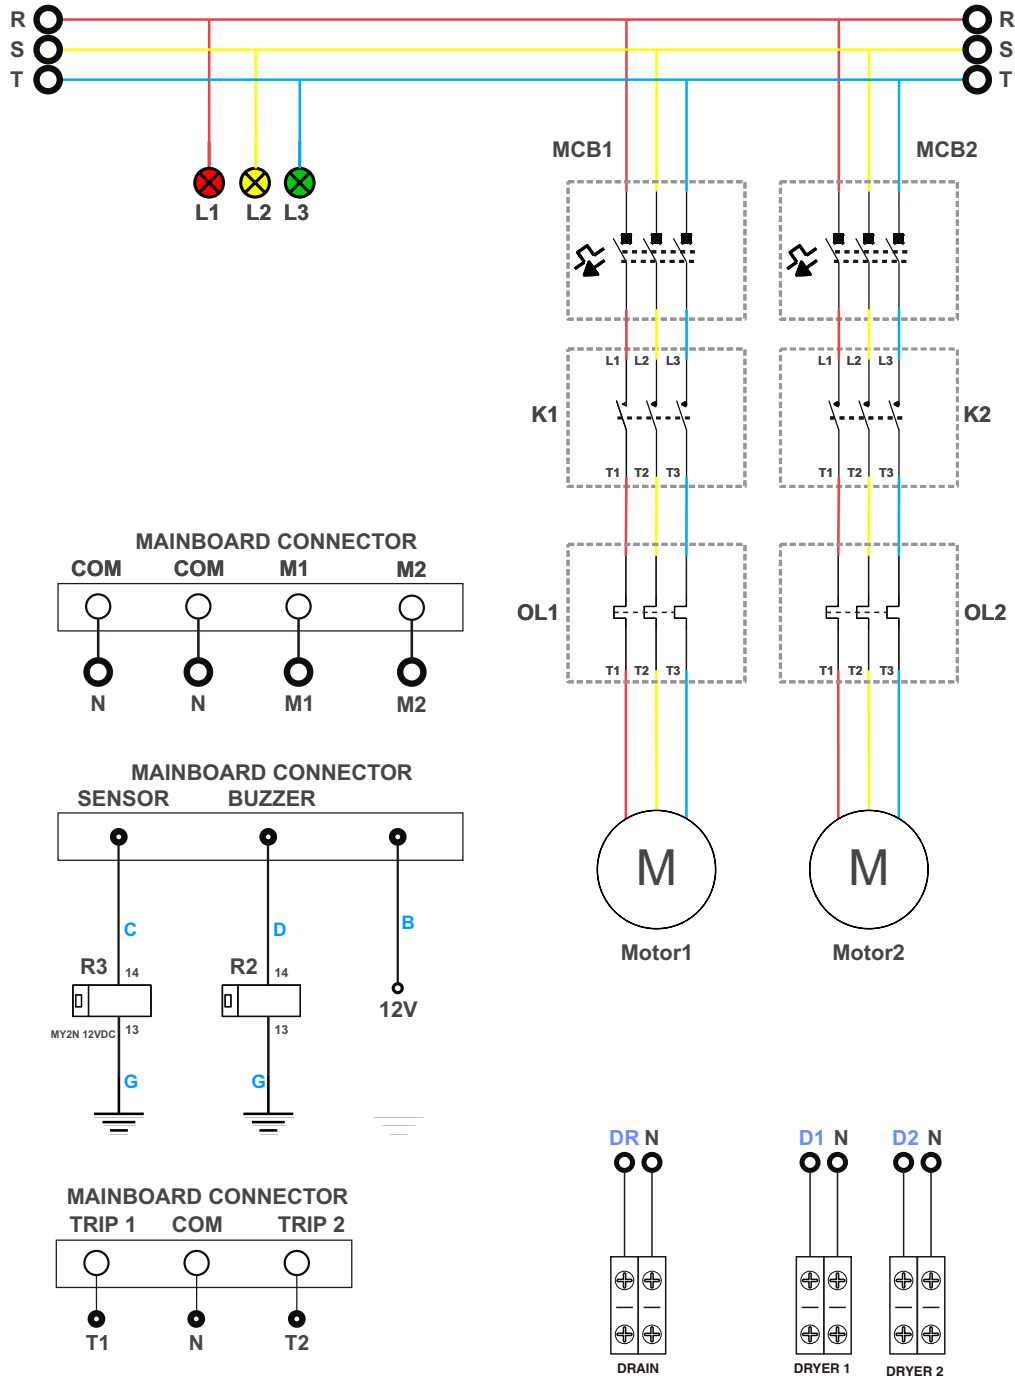 R R
S S
T T
MCB1 MCB2
L1 L2 L3
L1 L2 L3 L1 L2 L3
K1 K2
T1 T2 T3 T1 T2 T3
MAINBOARD CONNECTOR
COM COM M1 M2
N N M1 M2
OL1 OL2
T1 T2 T3 T1 T2 T3
MAINBOARD CONNECTOR
SENSOR BUZZER
M M
C D B
Motor1 Motor2
R3 14 R2 14
12V
MY2N 12VDC 13 13
G G
DR N D1 N D2 N
MAINBOARD CONNECTOR
TRIP 1 COM TRIP 2
T1 N T2
DRAIN DRYER 1 DRYER 2